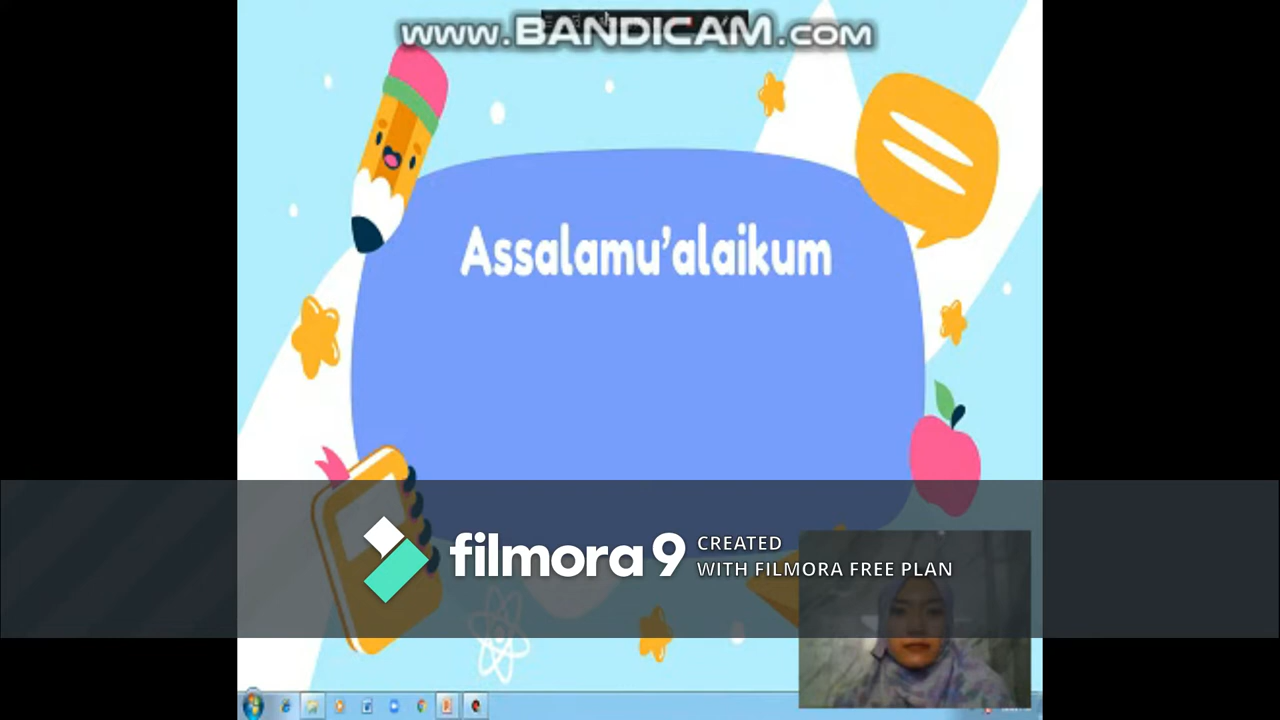 www.BANDICAM.com
Assalamu’alaikum
filmora 9
CREATED
WITH FILMORA FREE PLAN